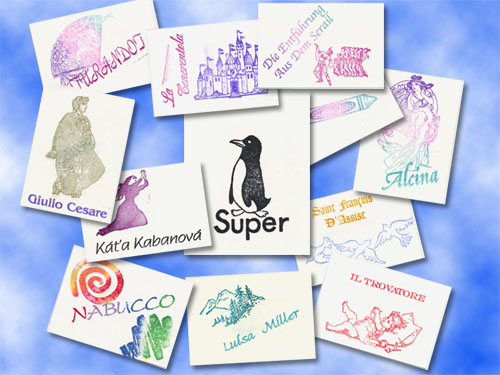 TURANDOT
La
Cenerentola
Die Entführung
Aus Dem Serail
Giulio Cesare
Alcina
Super
Kát'a Kabanová
Saint François
D'Assise
NABUCCO
Luisa Miller
IL TROVATORE